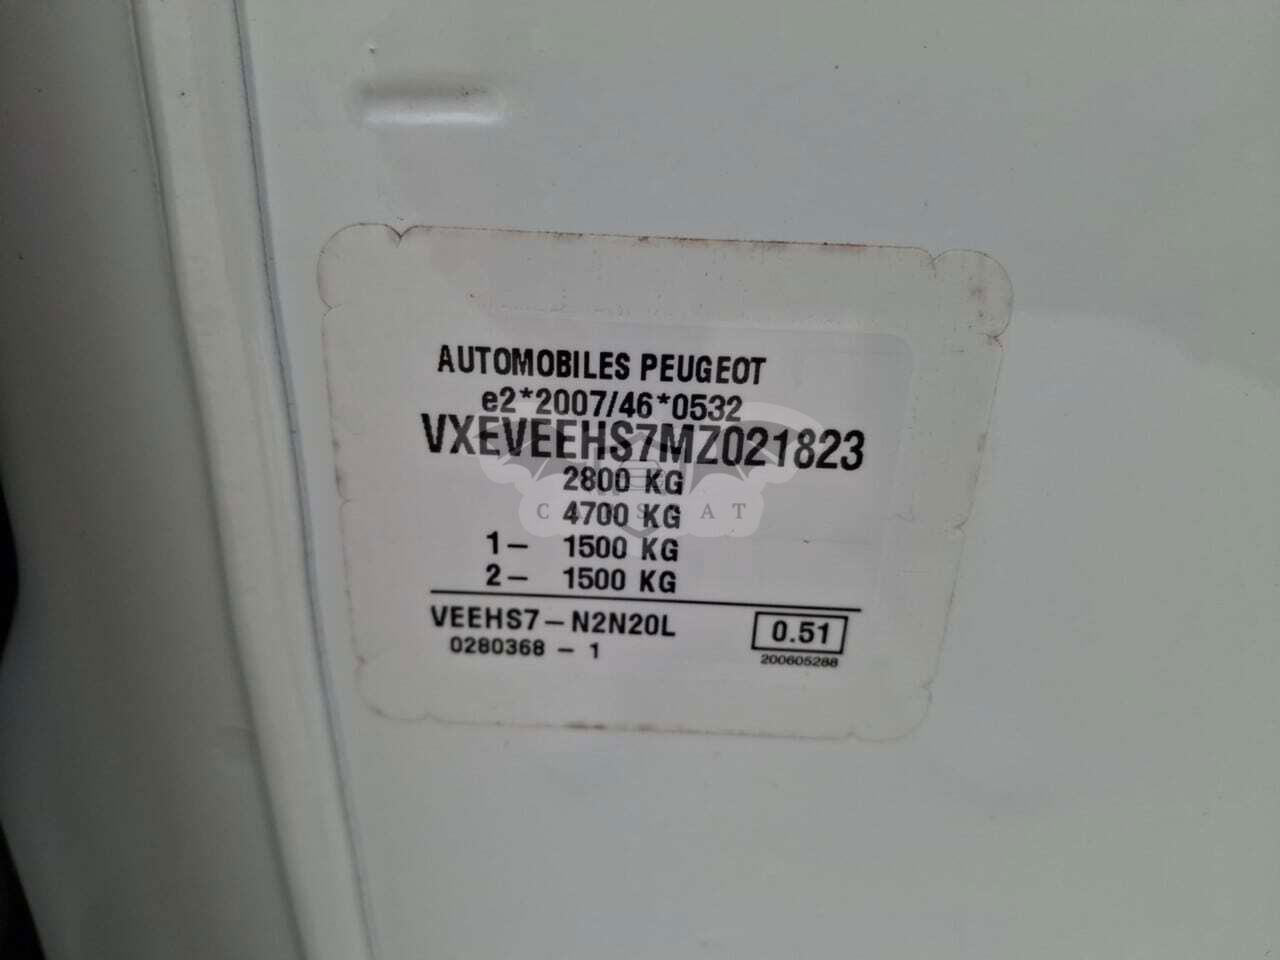 AUTOMOBILES PEUGEOT
e2*2007/46*0532
VXEVEEHS7MZ021823
2800 KG
CARSCAT
4700 KG
1- 1500 KG
2- 1500 KG
VEEHS7-N2N20L
0.51
0280368 - 1
200605288